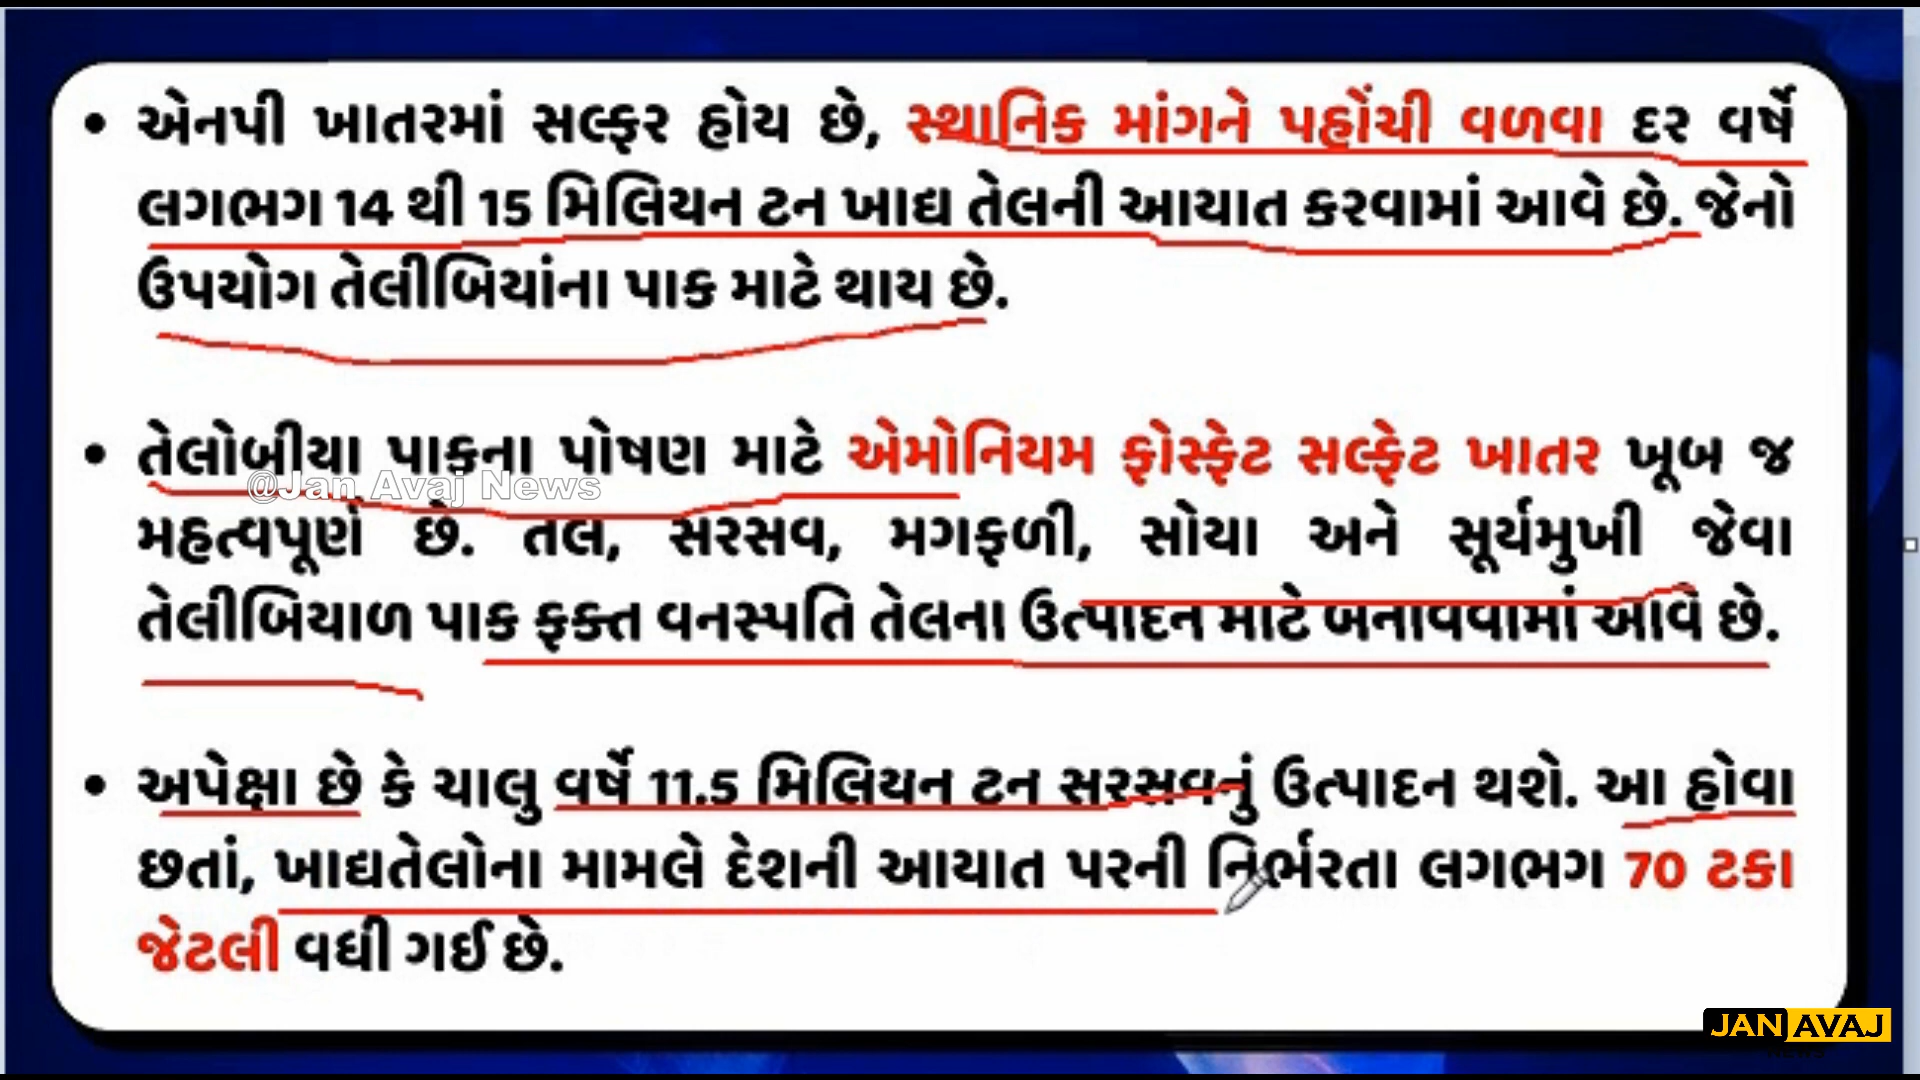 • એનપી ખાતરમાં સલ્ફર હોય છે, સ્થાનિક માંગને પહોંચી વળવા દર વર્ષે
લગભગ 14 થી 15 મિલિયન ટન ખાદ્ય તેલની આયાત કરવામાં આવે છે. જેનો
ઉપયોગ તેલીબિયાંના પાક માટે થાય છે.
• તેલોબીયા પાકના પોષણ માટે એમોનિયમ ફોસ્ફેટ સલ્ફેટ ખાતર ખૂબ જ
@Jan Avaj News
મહત્વપૂર્ણ છે. તલ, સરસવ, મગફળી, સોયા અને સૂર્યમુખી જેવા
તેલીબિયાળ પાક ફક્ત વનસ્પતિ તેલના ઉત્પાદન માટે બનાવવામાં આવે છે.
• અપેક્ષા છે કે ચાલુ વર્ષે 11.5 મિલિયન ટન સરસવનું ઉત્પાદન થશે. આ હોવા
છતાં, ખાદ્યતેલોના મામલે દેશની આયાત પરની નિર્ભરતા લગભગ 70 ટકા
જેટલી વધી ગઈ છે.
JAN AVAJ
NEWS